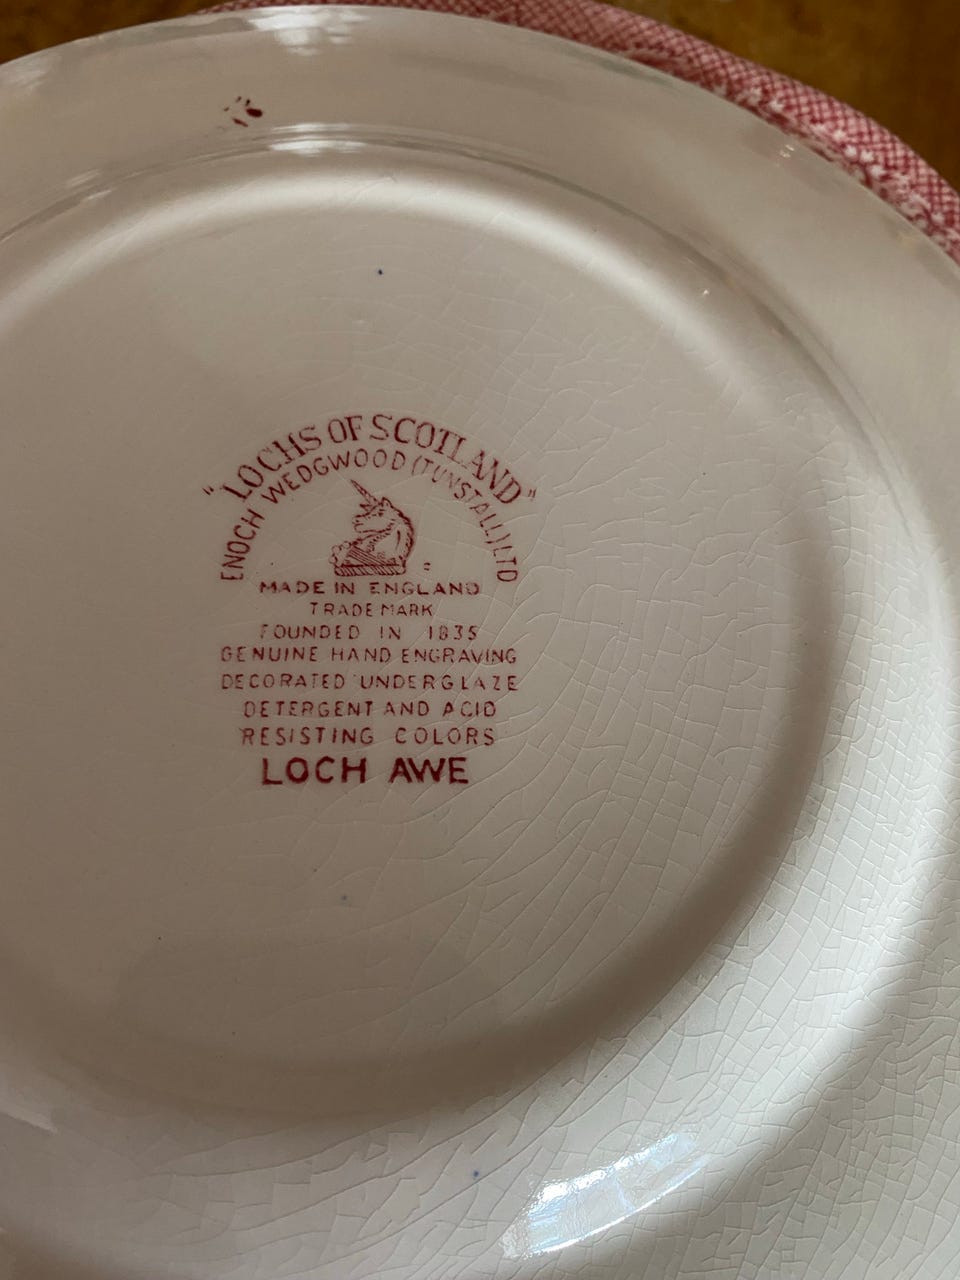 "LOCHS OF SCOTLAND"
ENOCH WEDGWOOD (TUNSTALL) LTD
MADE IN ENGLAND
TRADE MARK
FOUNDED IN 1835
GENUINE HAND ENGRAVING
DECORATED UNDERGLAZE
DETERGENT AND ACID
RESISTING COLORS
LOCH AWE